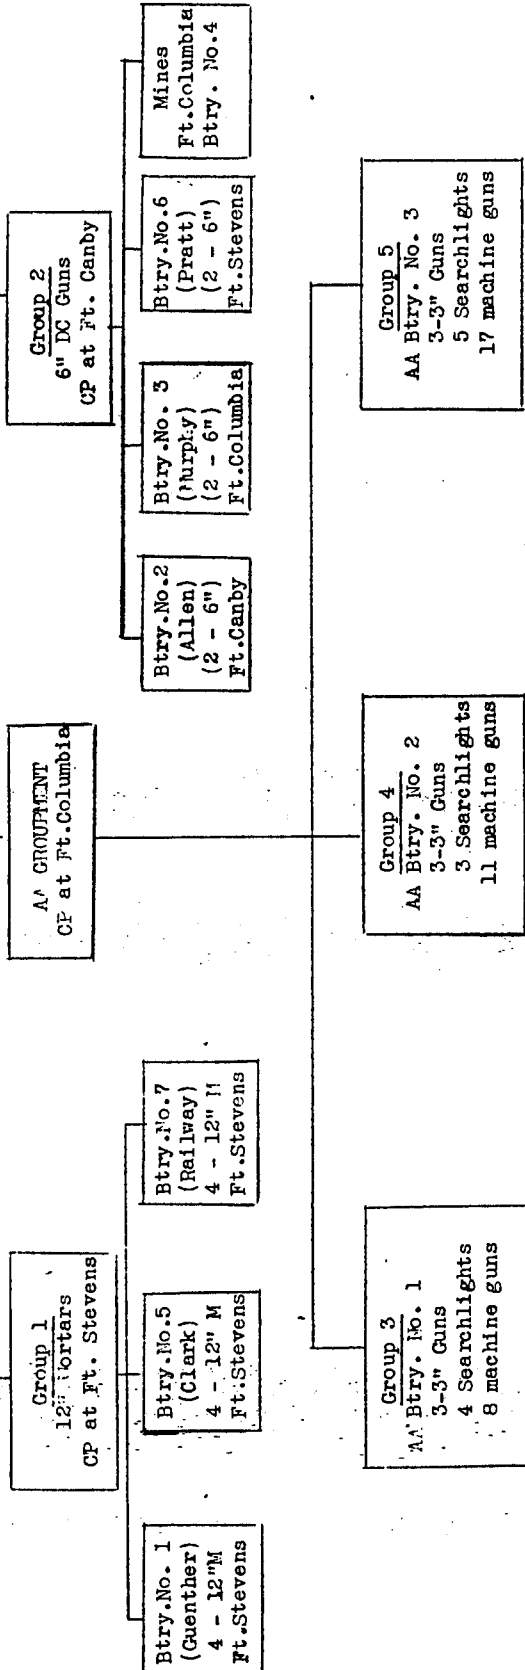 Group 1
12" Mortars
CP at Ft. Stevens
AA GROUPMENT
CP at Ft.Columbia
Group 2
6" DC Guns
CP at Ft. Canby
Btry.No. 1
(Guenther)
4 - 12"M
Ft.Stevens
Btry.No.5
(Clark)
4 - 12" M
Ft.Stevens
Btry.No.7
(Railway)
4 - 12" M
Ft.Stevens
Btry.No.2
(Allen)
(2 - 6")
Ft.Canby
Btry.No. 3
(Murphy)
(2 - 6")
Ft.Columbia
Btry.No.6
(Pratt)
(2 - 6")
Ft.Stevens
Mines
Ft.Columbia
Btry. No.4
Group 3
AA Btry. No. 1
3-3" Guns
4 Searchlights
8 machine guns
Group 4
AA Btry. No. 2
3-3" Guns
3 Searchlights
11 machine guns
Group 5
AA Btry. No. 3
3-3" Guns
5 Searchlights
17 machine guns